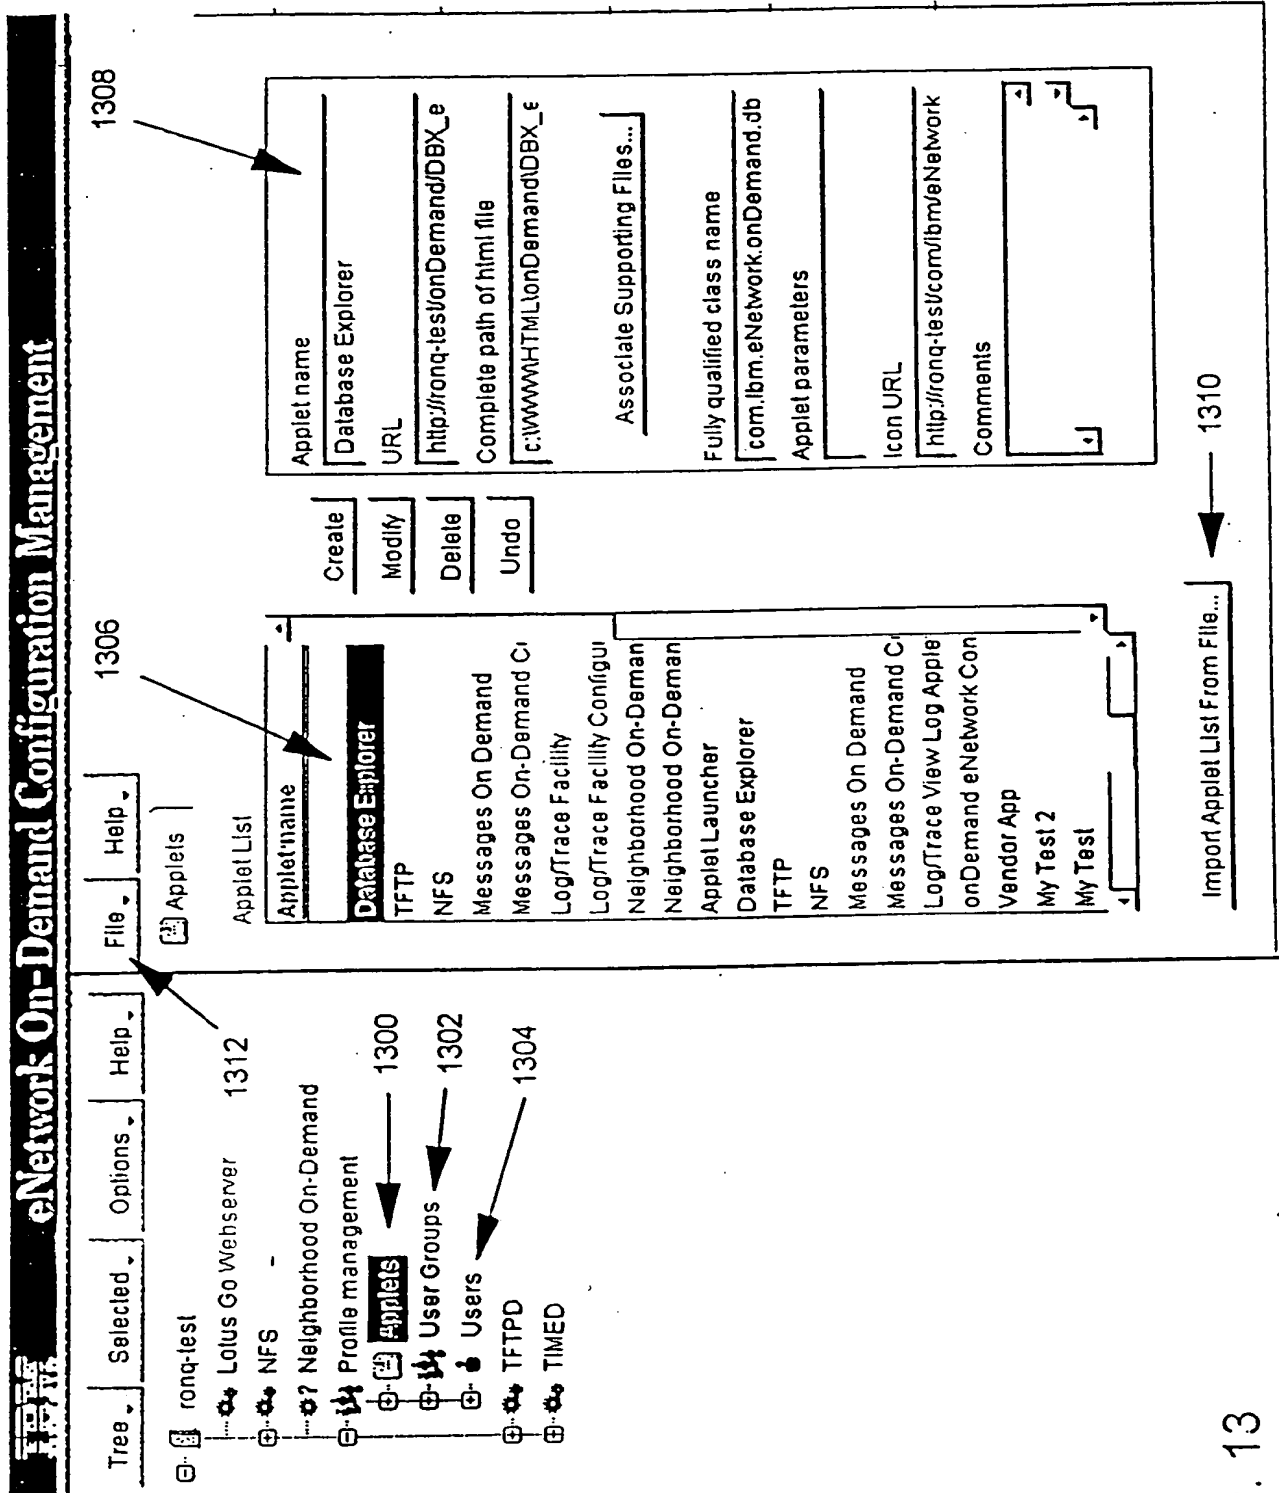 IBM eNetwork On-Demand Configuration Management
Tree Selected Options Help
File Help
ronq-test
Lotus Go Webserver
NFS
? Neighborhood On-Demand
Profile management
Applets
User Groups
Users
TFTPD
TIMED
1312
1300
1302
1304
Applets
Applet List
1306
Applet name
Database Explorer
TFTP
NFS
Messages On Demand
Messages On-Demand C
Log/Trace Facility
Log/Trace Facility Configu
Neighborhood On-Deman
Neighborhood On-Deman
Applet Launcher
Database Explorer
TFTP
NFS
Messages On Demand
Messages On-Demand C
Log/Trace View Log Apple
onDemand eNetwork Con
Vendor App
My Test 2
My Test
Import Applet List From File...
1310
Create
Modify
Delete
Undo
1308
Applet name
Database Explorer
URL
http://ronq-test/onDemand/DBX_e
Complete path of html file
c:\WWW\HTML\onDemand\DBX_e
Associate Supporting Files...
Fully qualified class name
com.ibm.eNetwork.onDemand.db
Applet parameters
Icon URL
http://ronq-test/com/ibm/eNetwork
Comments
. 13